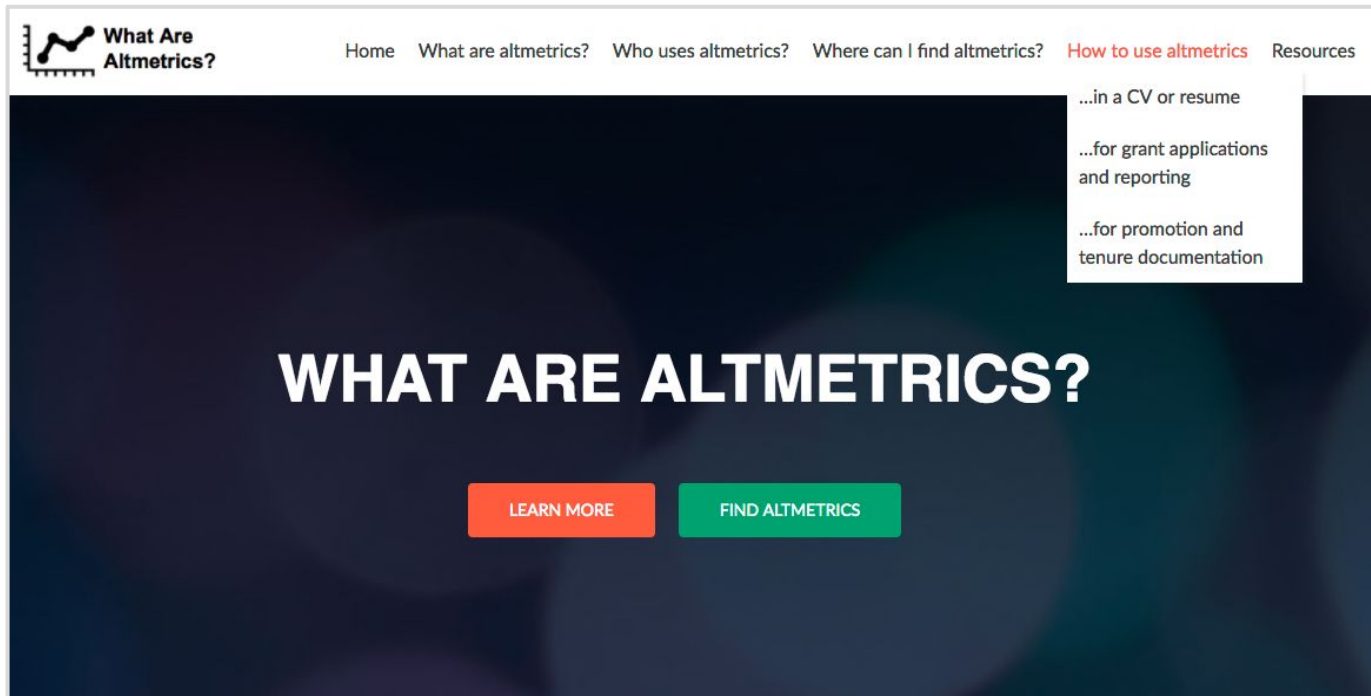 What Are
Altmetrics?
Home What are altmetrics? Who uses altmetrics? Where can I find altmetrics? How to use altmetrics Resources
...in a CV or resume
...for grant applications
and reporting
...for promotion and
tenure documentation
WHAT ARE ALTMETRICS?
LEARN MORE FIND ALTMETRICS